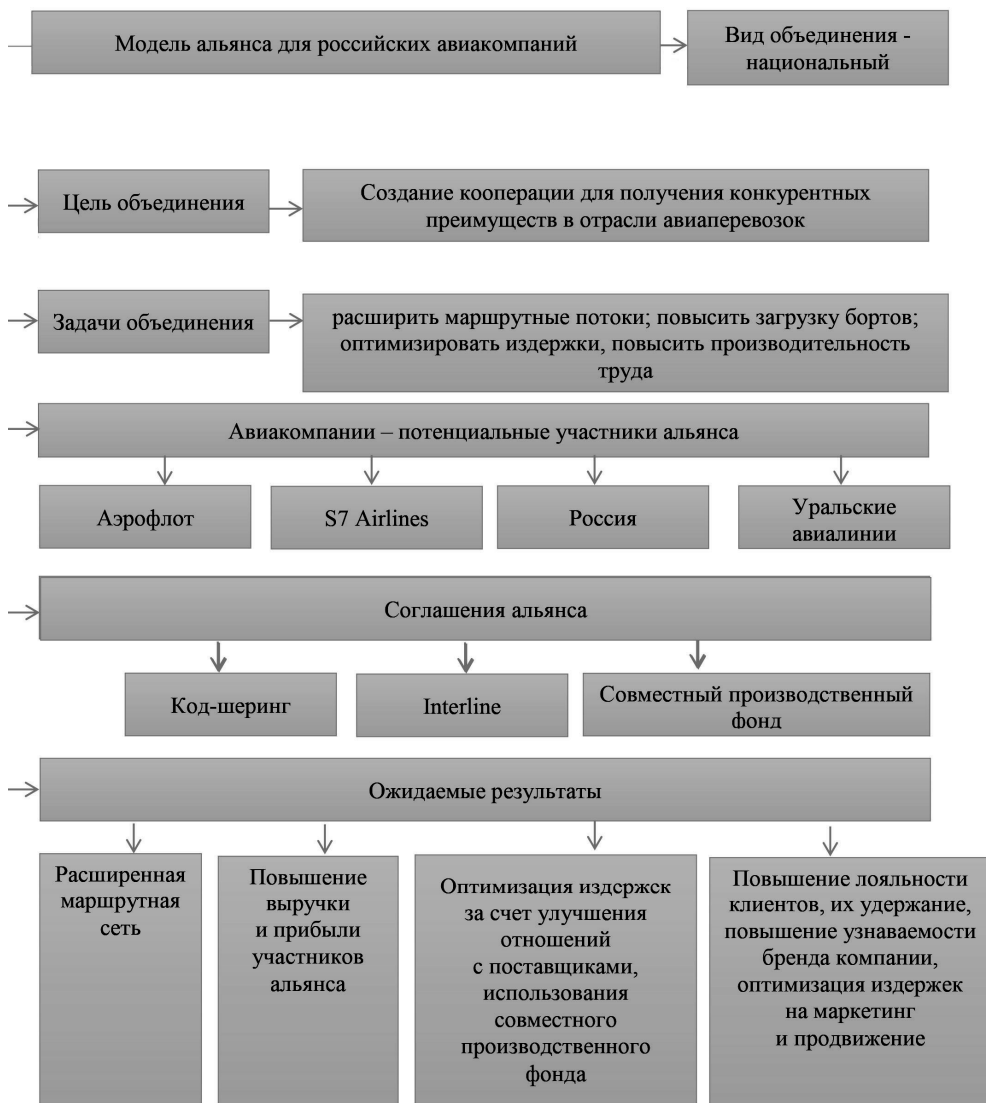 Модель альянса для российских авиакомпаний
Вид объединения -
национальный
Цель объединения
Создание кооперации для получения конкурентных
преимуществ в отрасли авиаперевозок
Задачи объединения
расширить маршрутные потоки; повысить загрузку бортов;
оптимизировать издержки, повысить производительность
труда
Авиакомпании – потенциальные участники альянса
Аэрофлот
S7 Airlines
Россия
Уральские
авиалинии
Соглашения альянса
Код-шеринг
Interline
Совместный производственный
фонд
Ожидаемые результаты
Расширенная
маршрутная
сеть
Повышение
выручки
и прибыли
участников
альянса
Оптимизация издержек
за счет улучшения
отношений
с поставщиками,
использования
совместного
производственного
фонда
Повышение лояльности
клиентов, их удержание,
повышение узнаваемости
бренда компании,
оптимизация издержек
на маркетинг
и продвижение